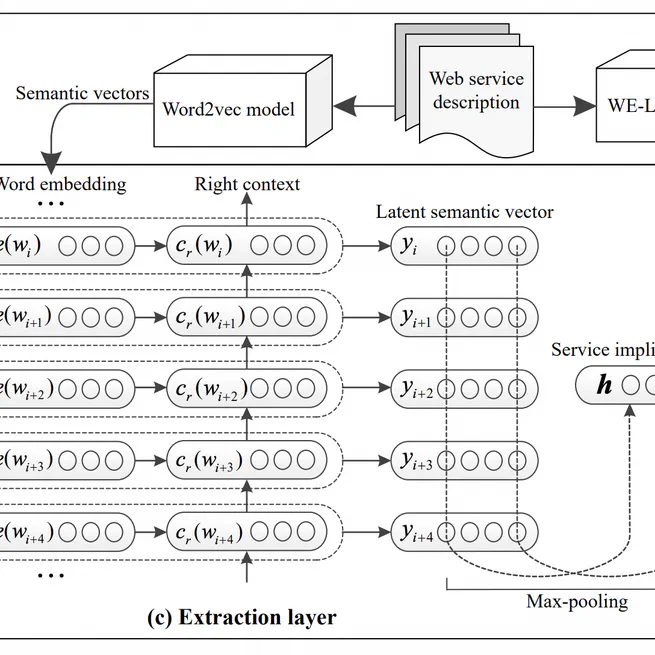 Web service
description
Semantic vectors
Word2vec model
WE-L
Word embedding
Right context
...
Latent semantic vector
e(w_i)
c_r(w_i)
y_i
e(w_{i+1})
c_r(w_{i+1})
y_{i+1}
Service impli
e(w_{i+2})
c_r(w_{i+2})
y_{i+2}
h
e(w_{i+3})
c_r(w_{i+3})
y_{i+3}
e(w_{i+4})
c_r(w_{i+4})
y_{i+4}
...
Max-pooling
(c) Extraction layer